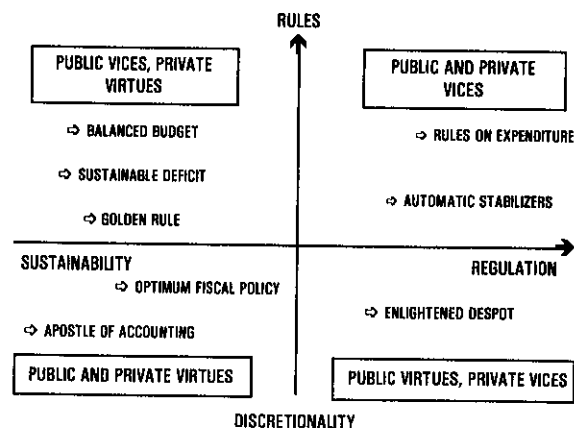 RULES
PUBLIC VICES, PRIVATE
VIRTUES
PUBLIC AND PRIVATE
VICES
⇨ BALANCED BUDGET
⇨ RULES ON EXPENDITURE
⇨ SUSTAINABLE DEFICIT
⇨ AUTOMATIC STABILIZERS
⇨ GOLDEN RULE
SUSTAINABILITY
REGULATION
⇨ OPTIMUM FISCAL POLICY
⇨ ENLIGHTENED DESPOT
⇨ APOSTLE OF ACCOUNTING
PUBLIC AND PRIVATE VIRTUES
PUBLIC VIRTUES, PRIVATE VICES
DISCRETIONALITY